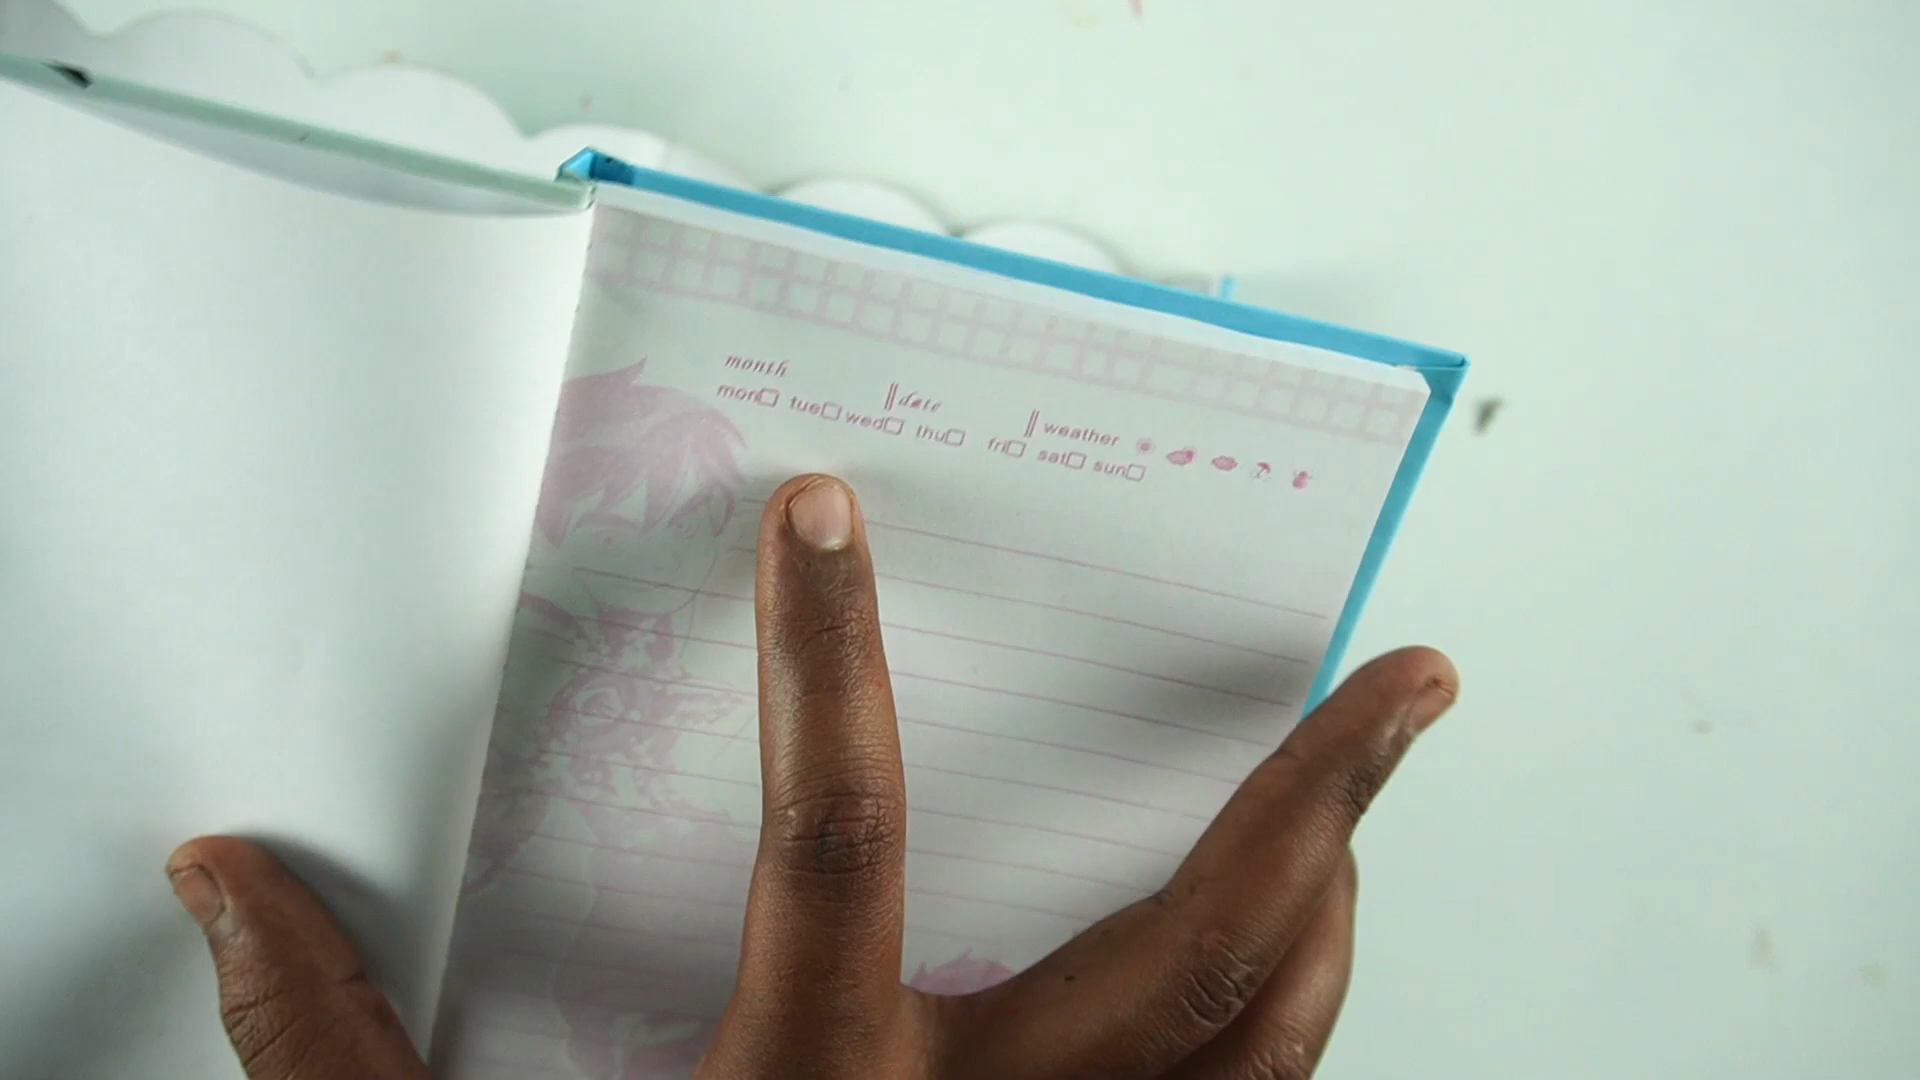 month ‖ date ‖ weather
mon□ tue□ wed□ thu□ fri□ sat□ sun□